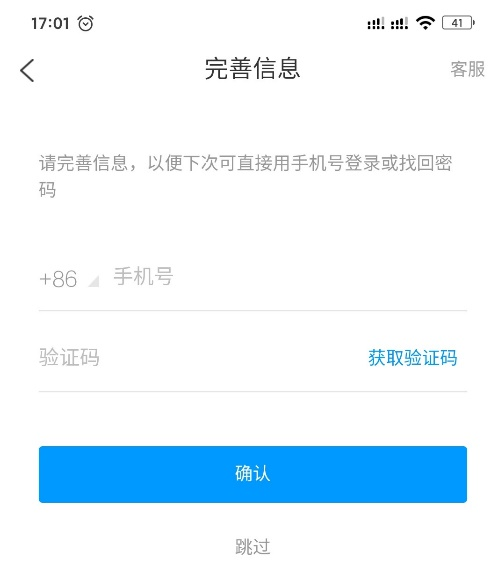 17:01
41
完善信息
客服
请完善信息，以便下次可直接用手机号登录或找回密
码
+86 手机号
验证码
获取验证码
确认
跳过